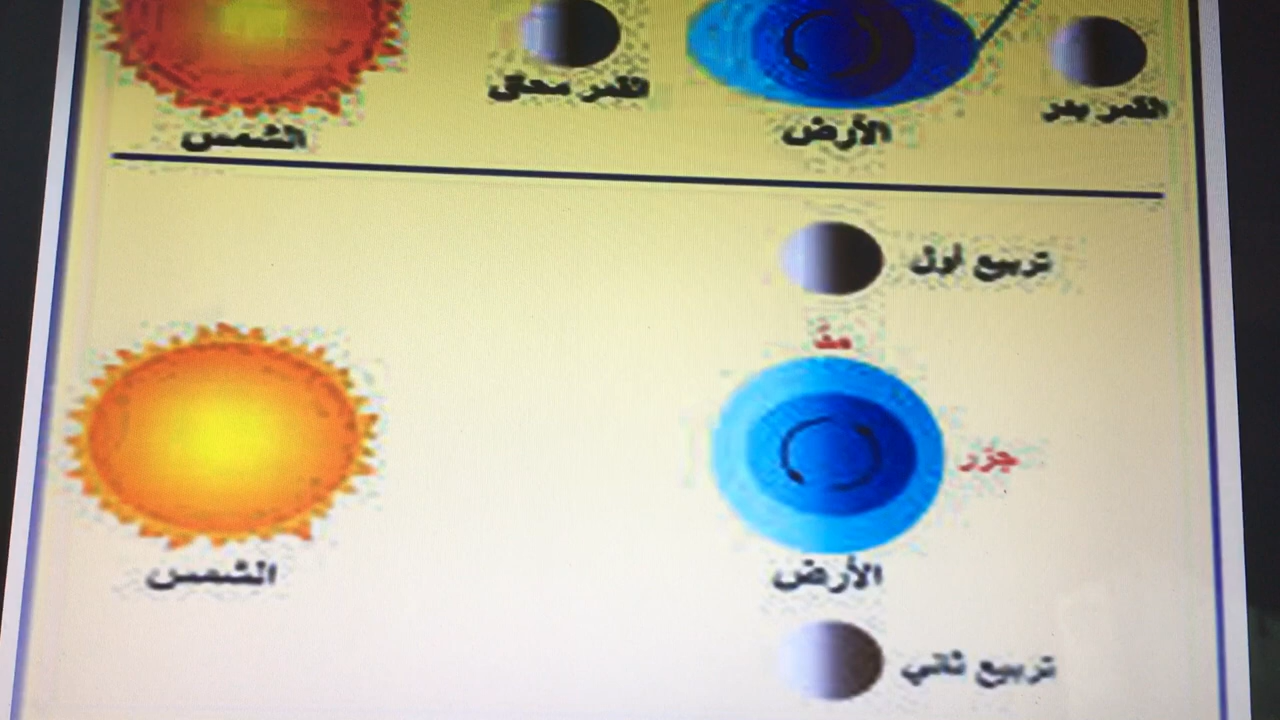 القمر بدر
الأرض
القمر محاق
الشمس
تربيع أول
مدّ
جزر
الأرض
الشمس
تربيع ثاني